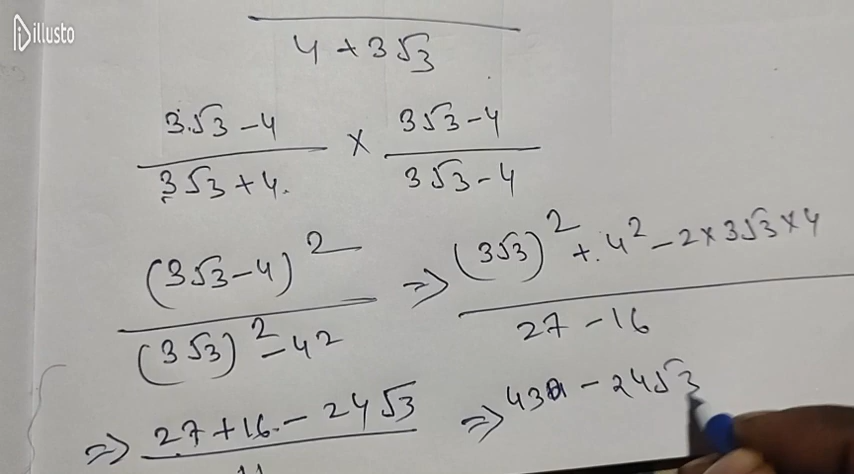 illusto
4 + 3√3
3√3 - 4 × 3√3 - 4
3√3 + 4 3√3 - 4
(3√3 - 4)² ⇒ (3√3)² + 4² - 2 × 3√3 × 4
(3√3)² - 4² 27 - 16
⇒ 27 + 16 - 24√3 ⇒ 43 - 24√3
11